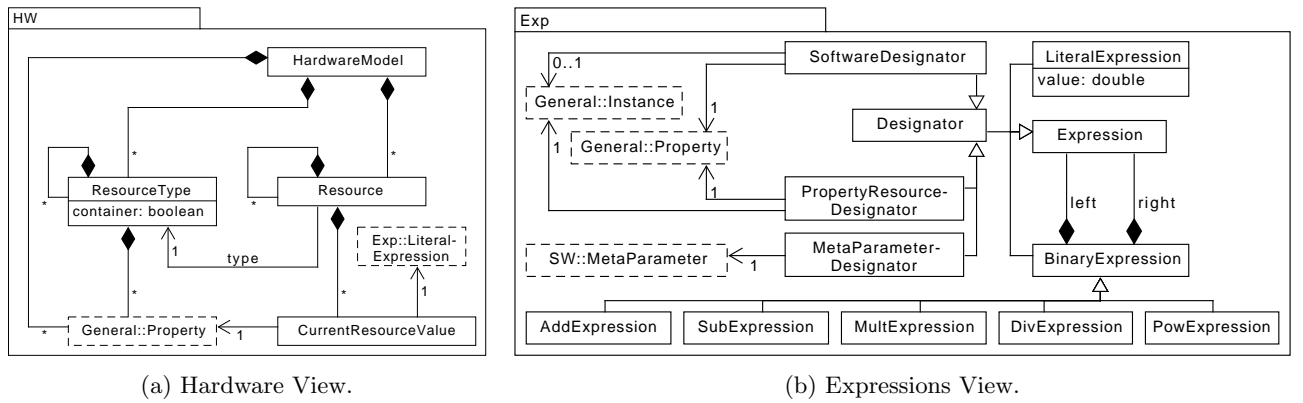 HW
HardwareModel
*
*
*
*
ResourceType
container: boolean
Resource
1
type
Exp::Literal-
Expression
*
*
1
*
General::Property
1
CurrentResourceValue
(a) Hardware View.
Exp
0..1
SoftwareDesignator
LiteralExpression
value: double
General::Instance
1
Designator
Expression
General::Property
1
1
PropertyResource-
Designator
left
right
SW::MetaParameter
1
MetaParameter-
Designator
BinaryExpression
AddExpression
SubExpression
MultExpression
DivExpression
PowExpression
(b) Expressions View.